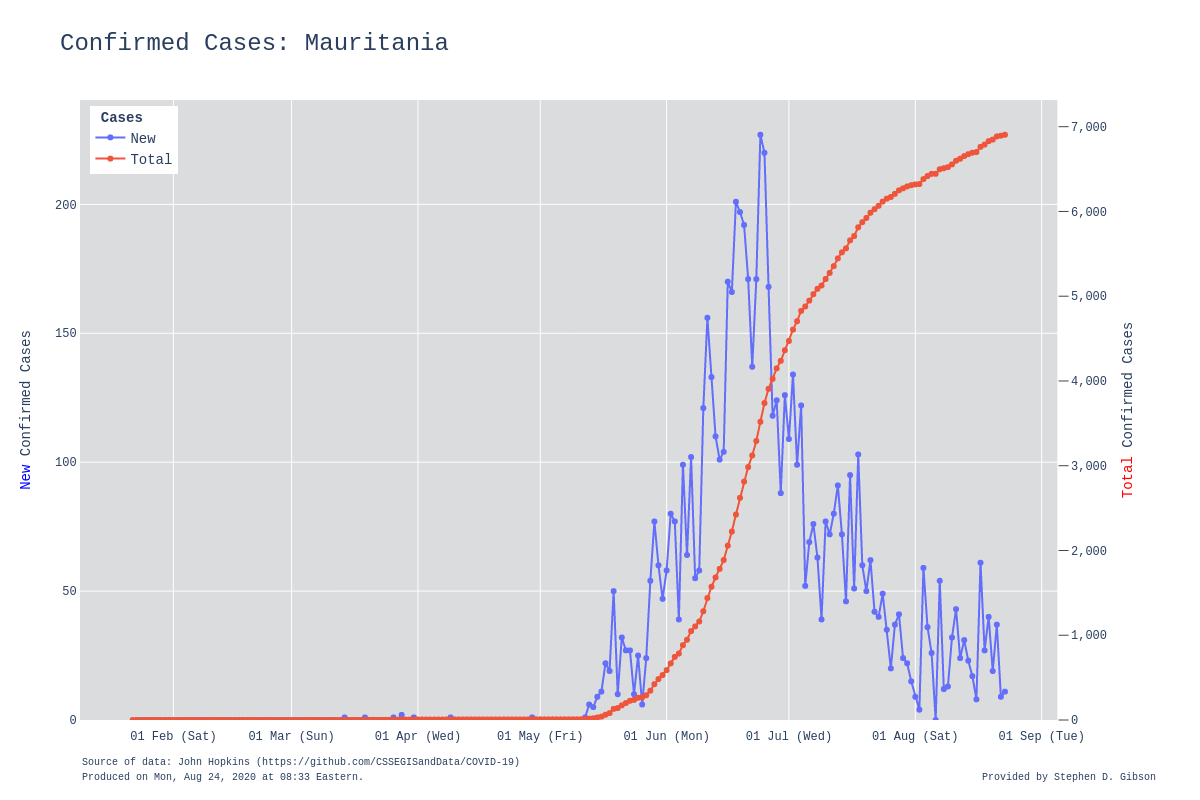 Confirmed Cases: Mauritania
Cases
New
Total
200
150
100
50
0
7,000
6,000
5,000
4,000
3,000
2,000
1,000
0
New Confirmed Cases
Total Confirmed Cases
01 Feb (Sat)
01 Mar (Sun)
01 Apr (Wed)
01 May (Fri)
01 Jun (Mon)
01 Jul (Wed)
01 Aug (Sat)
01 Sep (Tue)
Source of data: John Hopkins (https://github.com/CSSEGISandData/COVID-19)
Produced on Mon, Aug 24, 2020 at 08:33 Eastern.
Provided by Stephen D. Gibson